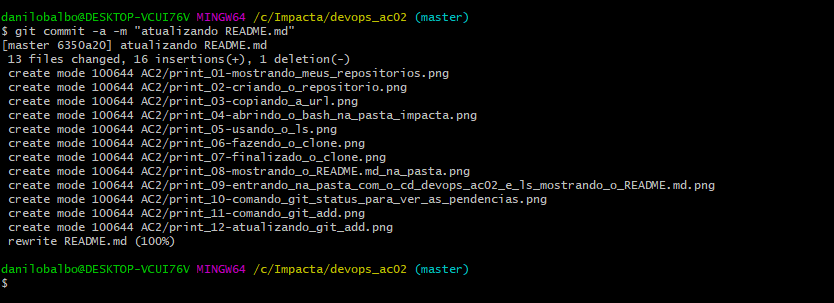 danilobalbo@DESKTOP-VCUI76V MINGW64 /c/Impacta/devops_ac02 (master)
$ git commit -a -m "atualizando README.md"
[master 6350a20] atualizando README.md
 13 files changed, 16 insertions(+), 1 deletion(-)
 create mode 100644 AC2/print_01-mostrando_meus_repositorios.png
 create mode 100644 AC2/print_02-criando_o_repositorio.png
 create mode 100644 AC2/print_03-copiando_a_url.png
 create mode 100644 AC2/print_04-abrindo_o_bash_na_pasta_impacta.png
 create mode 100644 AC2/print_05-usando_o_ls.png
 create mode 100644 AC2/print_06-fazendo_o_clone.png
 create mode 100644 AC2/print_07-finalizado_o_clone.png
 create mode 100644 AC2/print_08-mostrando_o_README.md_na_pasta.png
 create mode 100644 AC2/print_09-entrando_na_pasta_com_o_cd_devops_ac02_e_ls_mostrando_o_README.md.png
 create mode 100644 AC2/print_10-comando_git_status_para_ver_as_pendencias.png
 create mode 100644 AC2/print_11-comando_git_add.png
 create mode 100644 AC2/print_12-atualizando_git_add.png
 rewrite README.md (100%)
danilobalbo@DESKTOP-VCUI76V MINGW64 /c/Impacta/devops_ac02 (master)
$